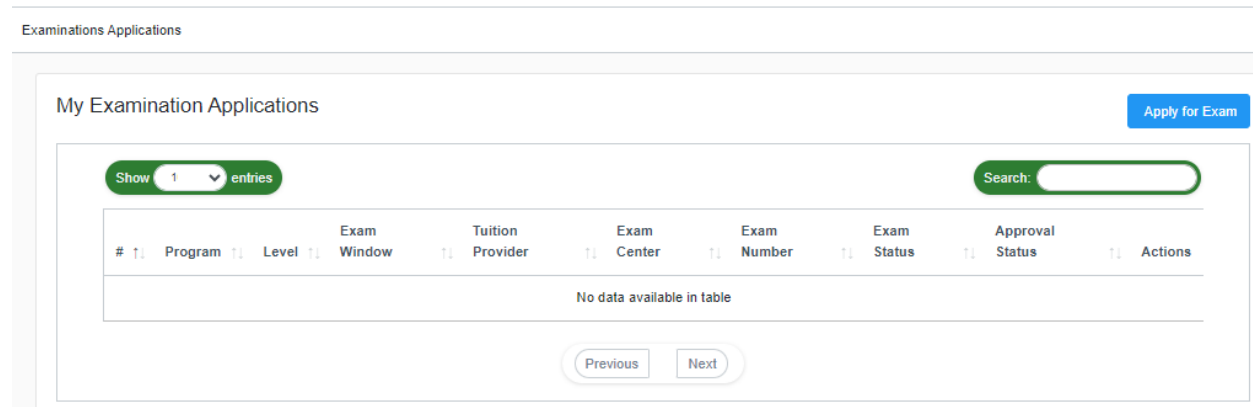 Examinations Applications
My Examination Applications
Apply for Exam
Show 1 entries
Search:
# Program Level Exam Window Tuition Provider Exam Center Exam Number Exam Status Approval Status Actions
No data available in table
Previous Next